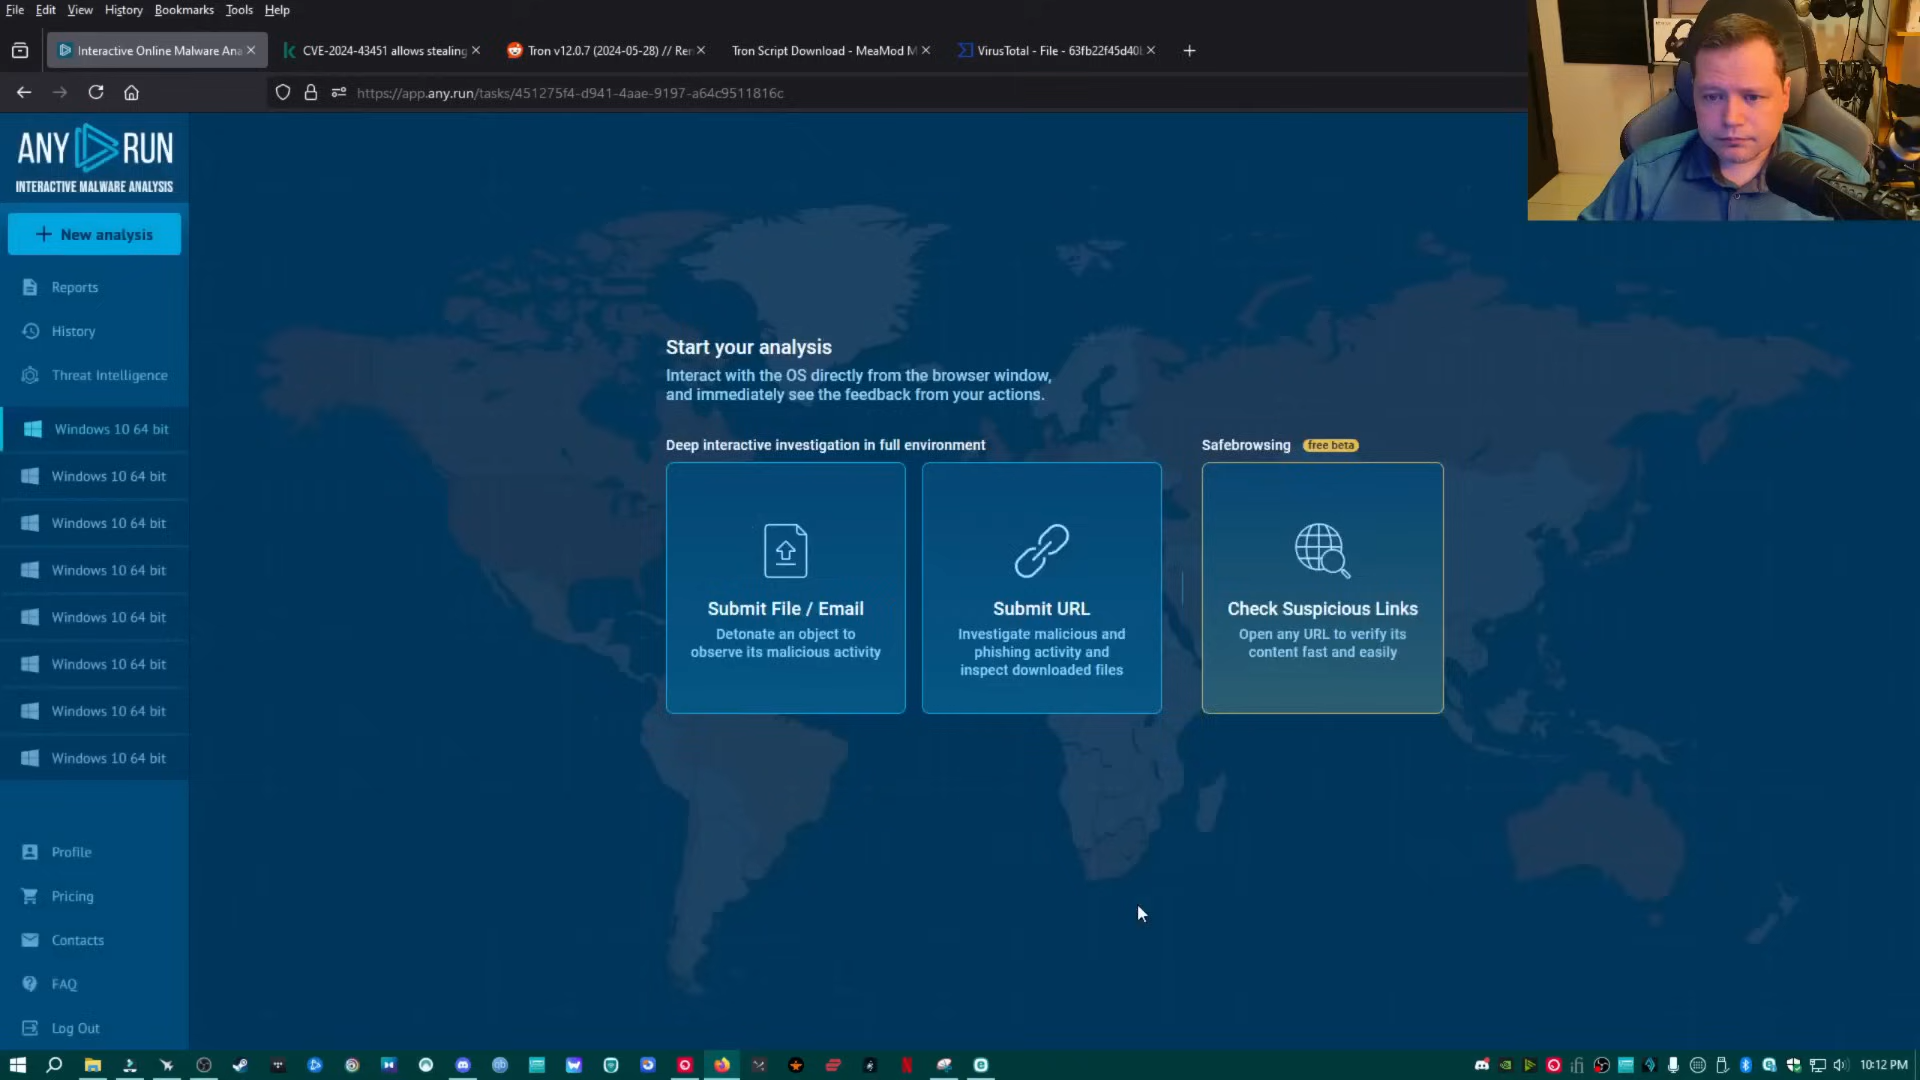 File Edit View History Bookmarks Tools Help
Interactive Online Malware Ana
CVE-2024-43451 allows stealing
Tron v12.0.7 (2024-05-28) // Ren
Tron Script Download - MeaMod M
VirusTotal - File - 63fb22f45d40
https://app.any.run/tasks/451275f4-d941-4aae-9197-a64c9511816c
ANY RUN
INTERACTIVE MALWARE ANALYSIS
New analysis
Reports
History
Threat Intelligence
Windows 10 64 bit
Windows 10 64 bit
Windows 10 64 bit
Windows 10 64 bit
Windows 10 64 bit
Windows 10 64 bit
Windows 10 64 bit
Windows 10 64 bit
Profile
Pricing
Contacts
FAQ
Log Out
Start your analysis
Interact with the OS directly from the browser window,
and immediately see the feedback from your actions.
Deep interactive investigation in full environment
Submit File / Email
Detonate an object to
observe its malicious activity
Submit URL
Investigate malicious and
phishing activity and
inspect downloaded files
Safebrowsing free beta
Check Suspicious Links
Open any URL to verify its
content fast and easily
10:12 PM